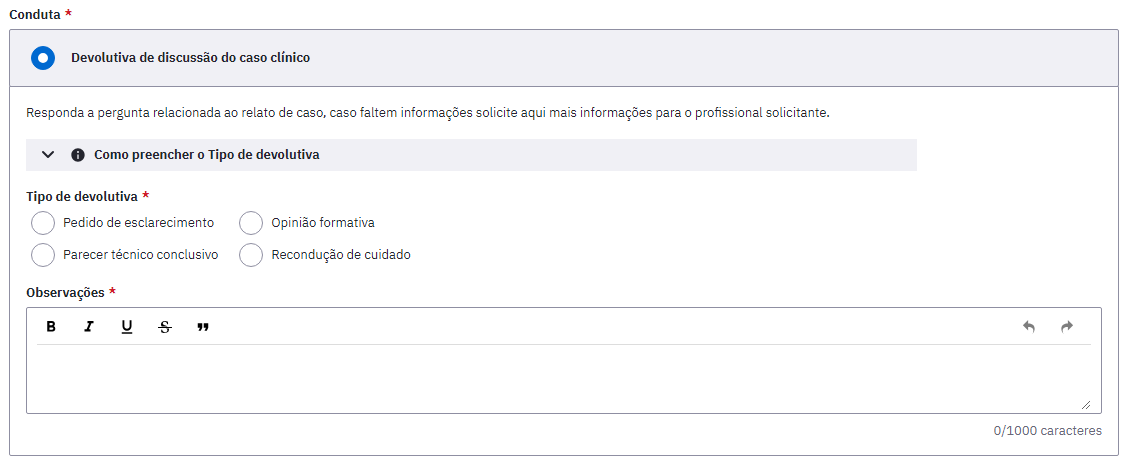 Conduta *
Devolutiva de discussão do caso clínico
Responda a pergunta relacionada ao relato de caso, caso faltem informações solicite aqui mais informações para o profissional solicitante.
Como preencher o Tipo de devolutiva
Tipo de devolutiva *
Pedido de esclarecimento Opinião formativa
Parecer técnico conclusivo Recondução de cuidado
Observações *
B I U S
0/1000 caracteres